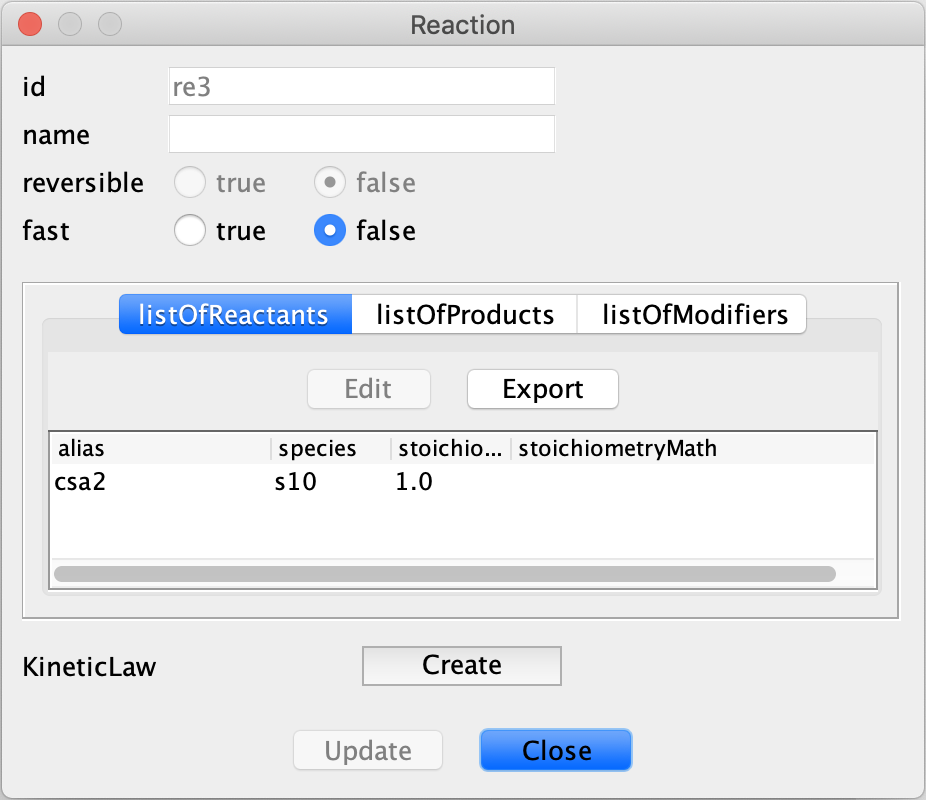 Reaction
id re3
name
reversible true false
fast true false
listOfReactants listOfProducts listOfModifiers
Edit Export
alias species stoichio... stoichiometryMath
csa2 s10 1.0
KineticLaw Create
Update Close